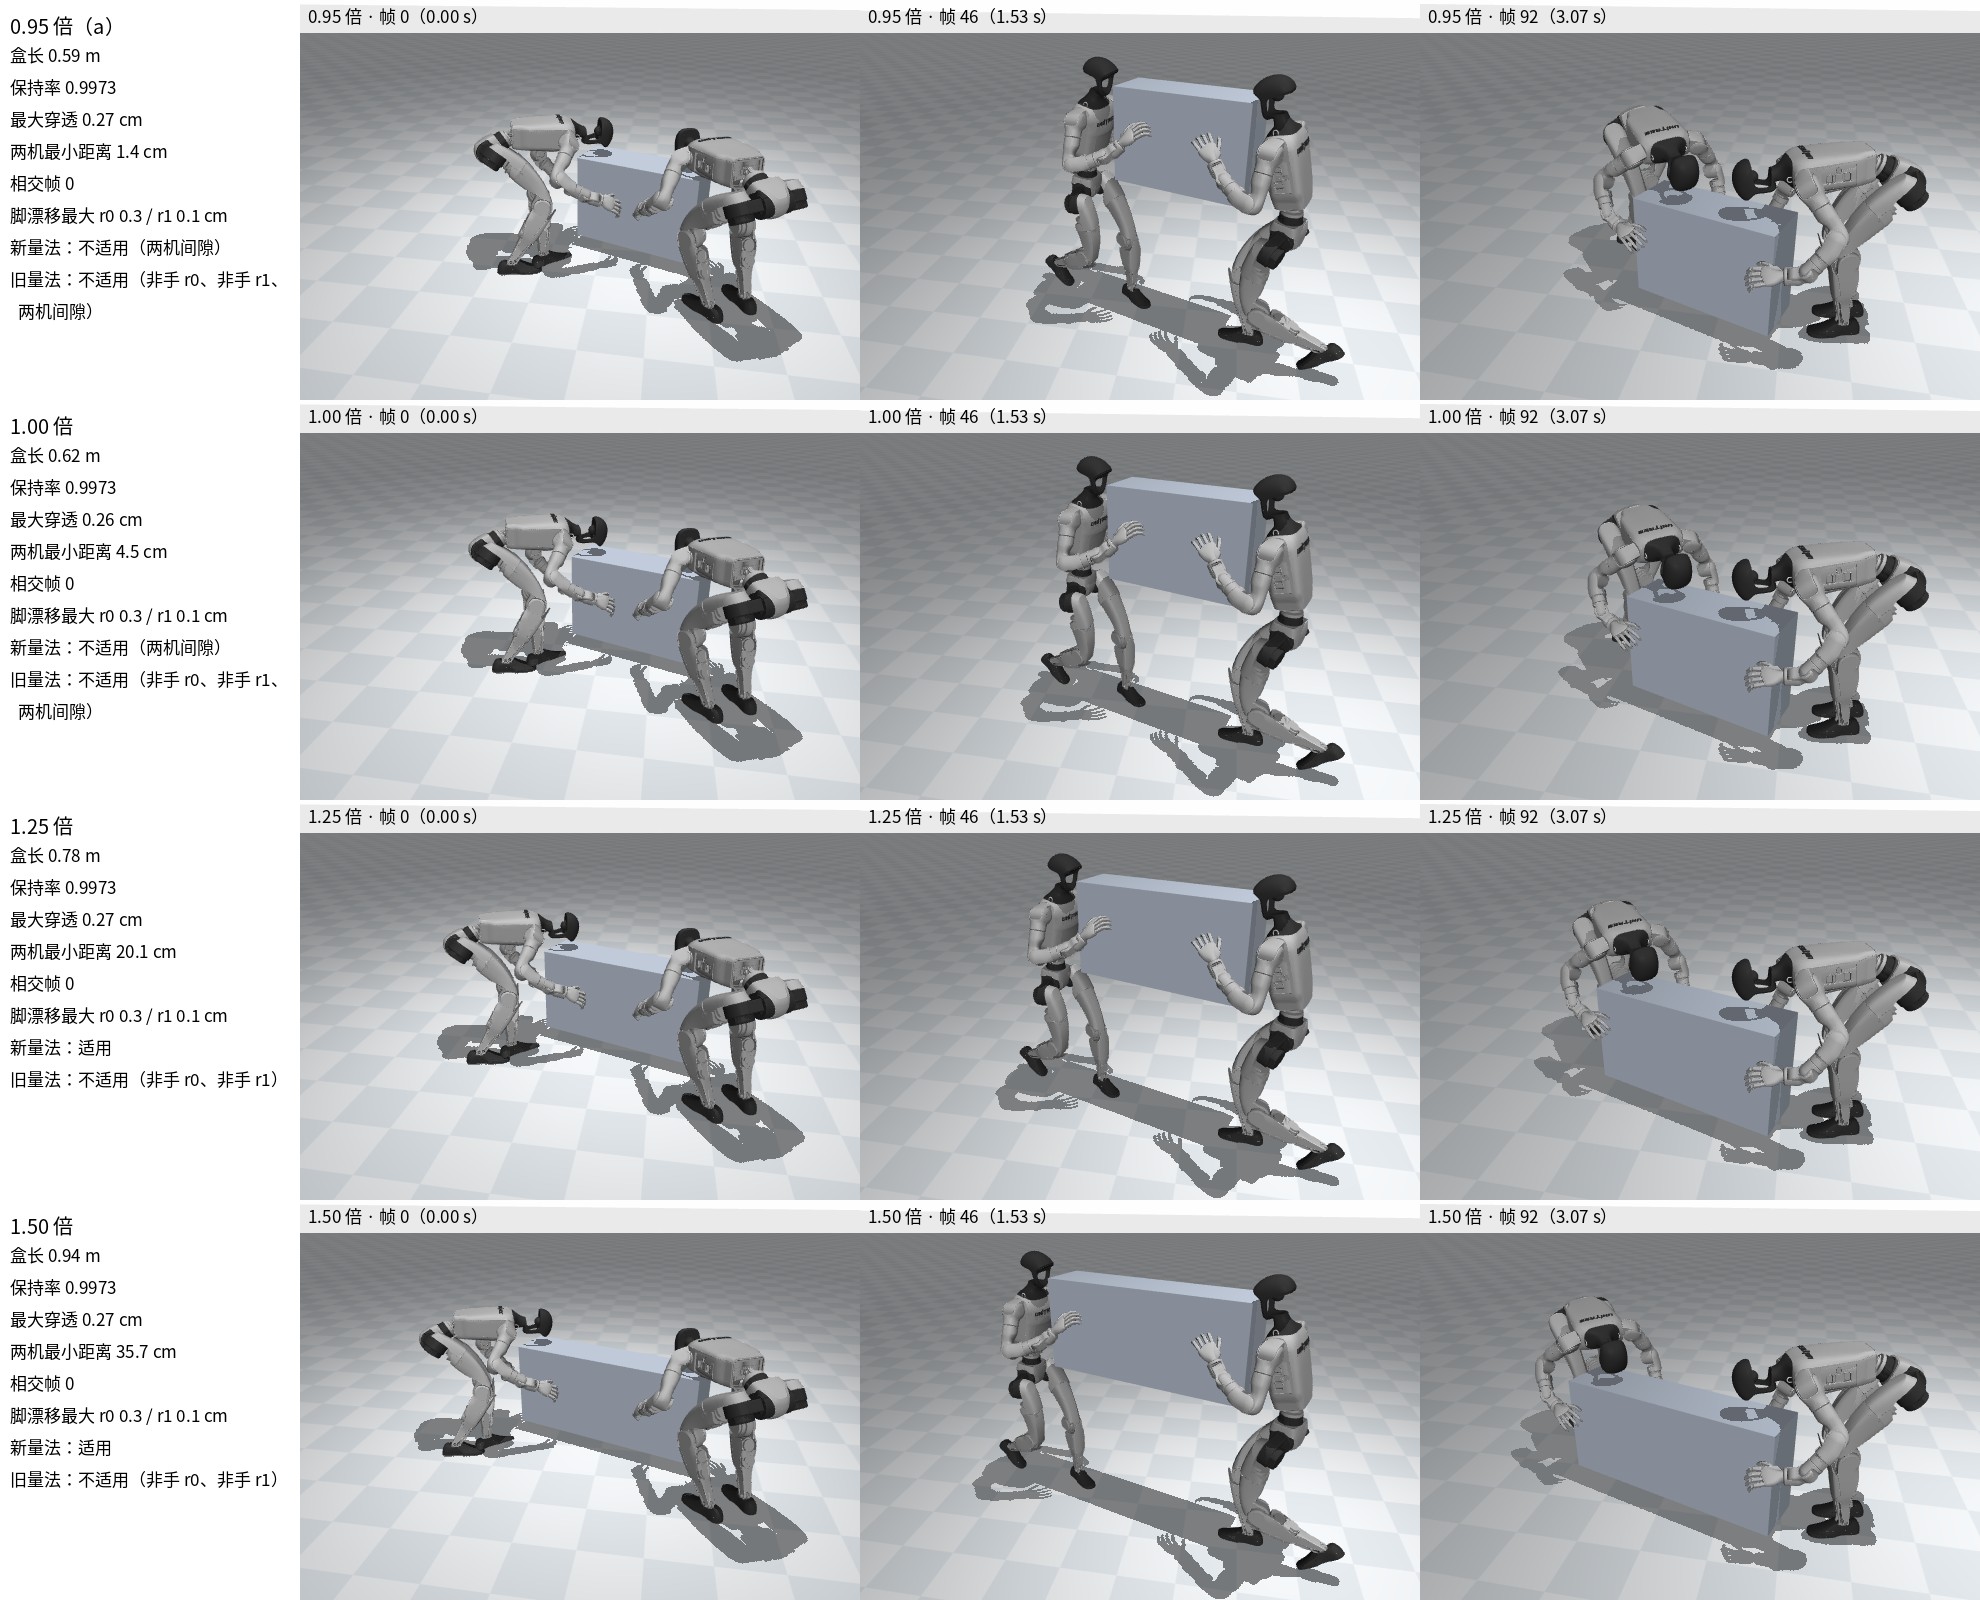 0.95 倍（a）
盒长 0.59 m
保持率 0.9973
最大穿透 0.27 cm
两机最小距离 1.4 cm
相交帧 0
脚漂移最大 r0 0.3 / r1 0.1 cm
新量法：不适用（两机间隙）
旧量法：不适用（非手 r0、非手 r1、
两机间隙）
0.95 倍 · 帧 0（0.00 s）
0.95 倍 · 帧 46（1.53 s）
0.95 倍 · 帧 92（3.07 s）
1.00 倍
盒长 0.62 m
保持率 0.9973
最大穿透 0.26 cm
两机最小距离 4.5 cm
相交帧 0
脚漂移最大 r0 0.3 / r1 0.1 cm
新量法：不适用（两机间隙）
旧量法：不适用（非手 r0、非手 r1、
两机间隙）
1.00 倍 · 帧 0（0.00 s）
1.00 倍 · 帧 46（1.53 s）
1.00 倍 · 帧 92（3.07 s）
1.25 倍
盒长 0.78 m
保持率 0.9973
最大穿透 0.27 cm
两机最小距离 20.1 cm
相交帧 0
脚漂移最大 r0 0.3 / r1 0.1 cm
新量法：适用
旧量法：不适用（非手 r0、非手 r1）
1.25 倍 · 帧 0（0.00 s）
1.25 倍 · 帧 46（1.53 s）
1.25 倍 · 帧 92（3.07 s）
1.50 倍
盒长 0.94 m
保持率 0.9973
最大穿透 0.27 cm
两机最小距离 35.7 cm
相交帧 0
脚漂移最大 r0 0.3 / r1 0.1 cm
新量法：适用
旧量法：不适用（非手 r0、非手 r1）
1.50 倍 · 帧 0（0.00 s）
1.50 倍 · 帧 46（1.53 s）
1.50 倍 · 帧 92（3.07 s）